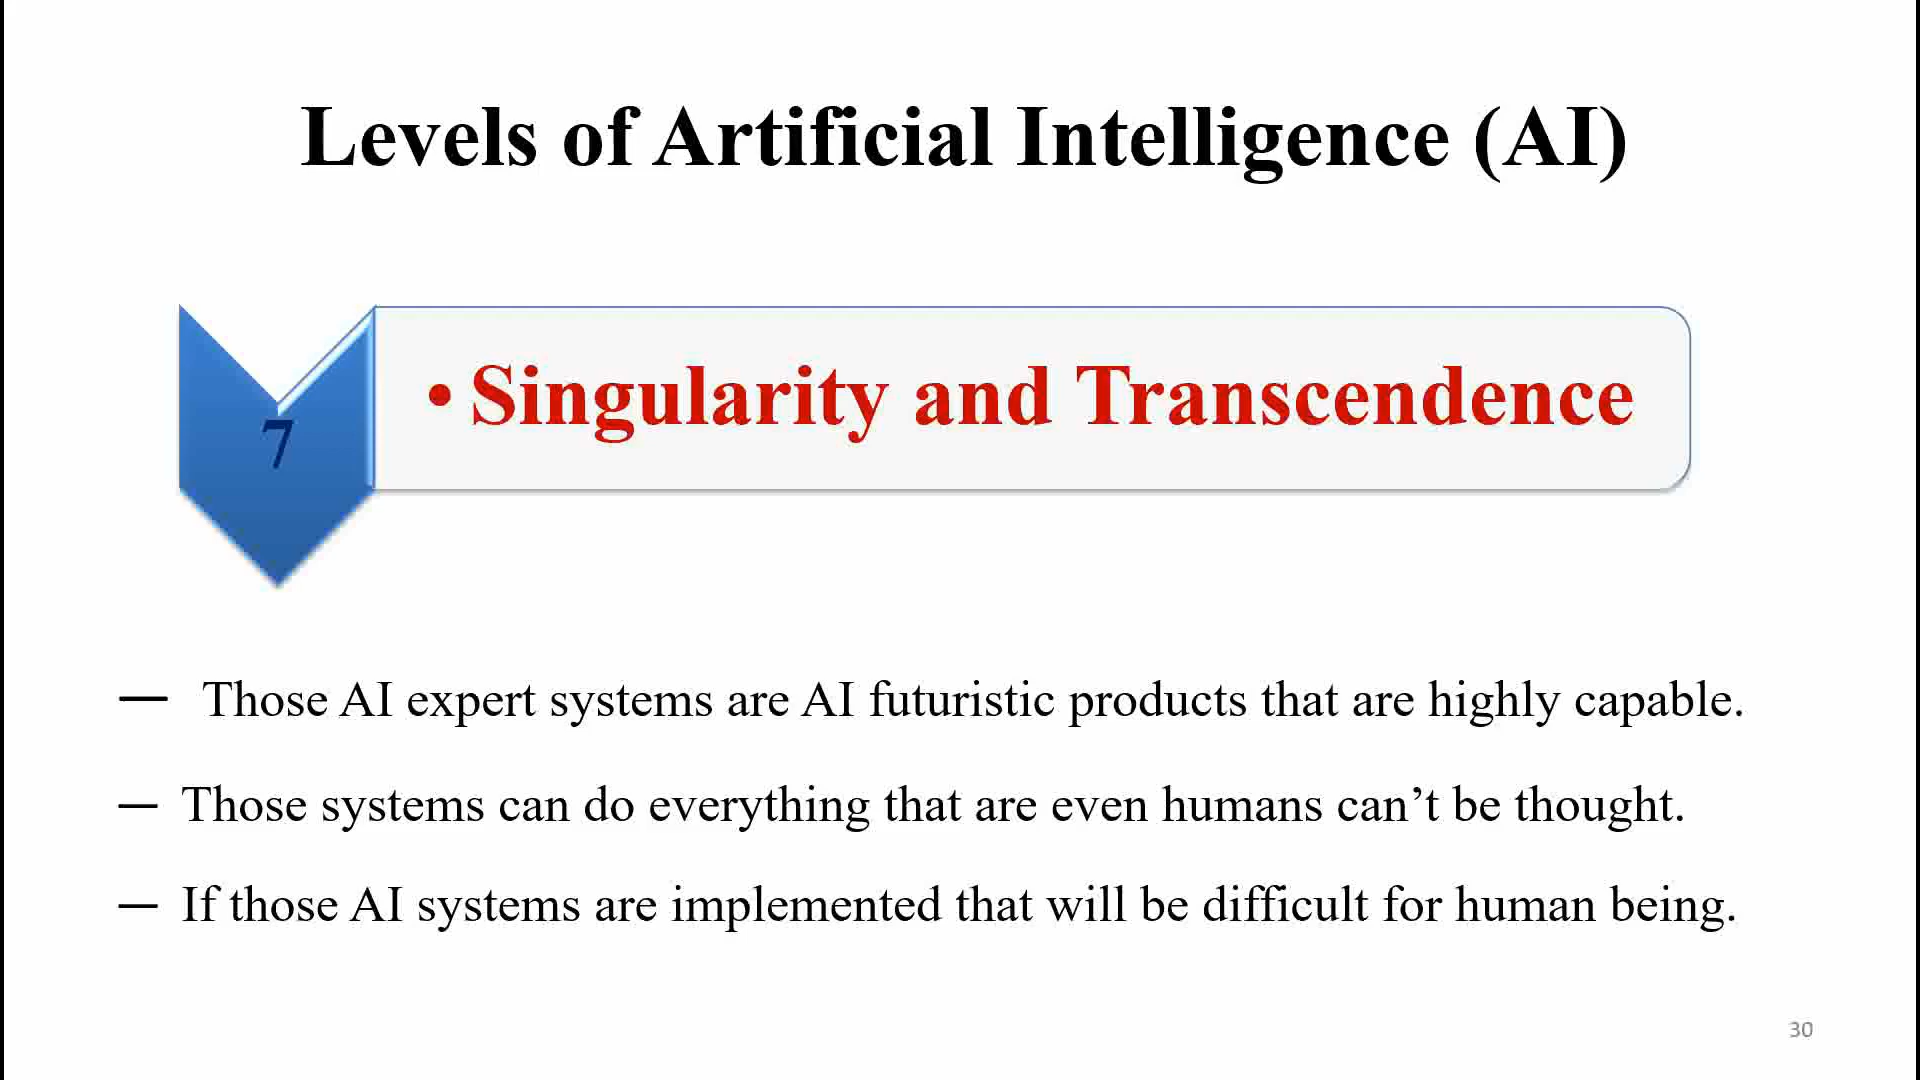 Levels of Artificial Intelligence (AI)
7
• Singularity and Transcendence
— Those AI expert systems are AI futuristic products that are highly capable.
— Those systems can do everything that are even humans can’t be thought.
— If those AI systems are implemented that will be difficult for human being.
30